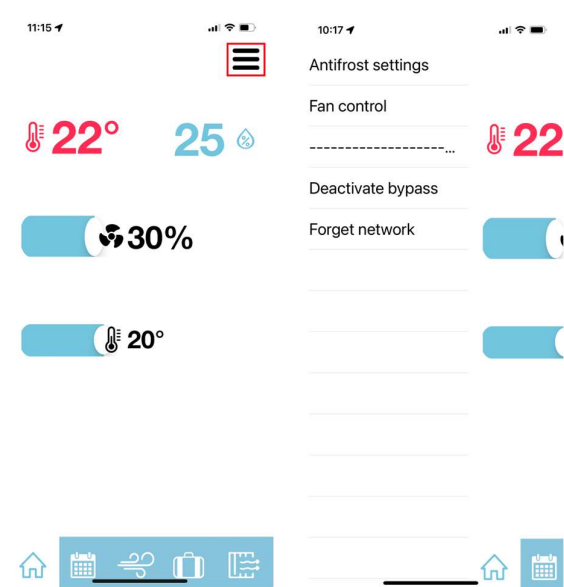 11:15
22°
25 %
30%
20°
10:17
Antifrost settings
Fan control
-------------------...
Deactivate bypass
Forget network
22